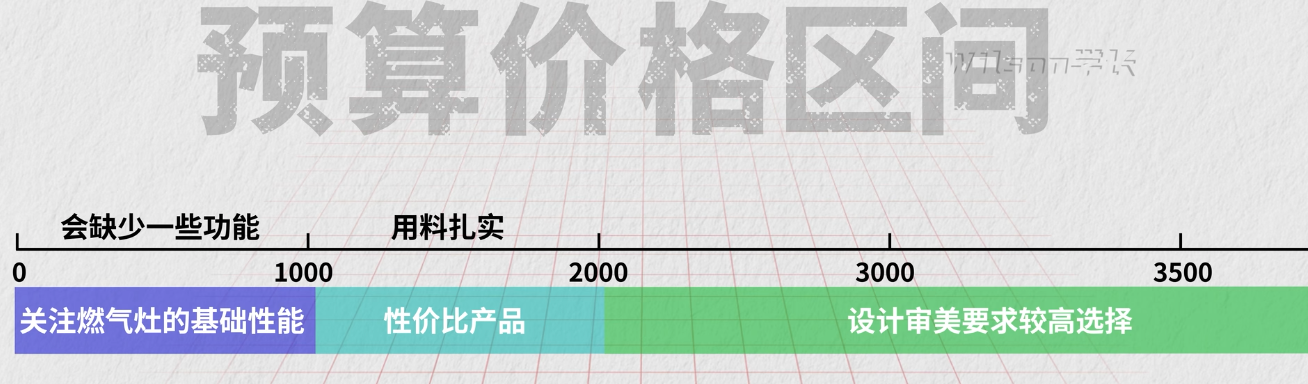 预算价格区间
Wilson学长
会缺少一些功能 用料扎实
0 1000 2000 3000 3500
关注燃气灶的基础性能 性价比产品 设计审美要求较高选择